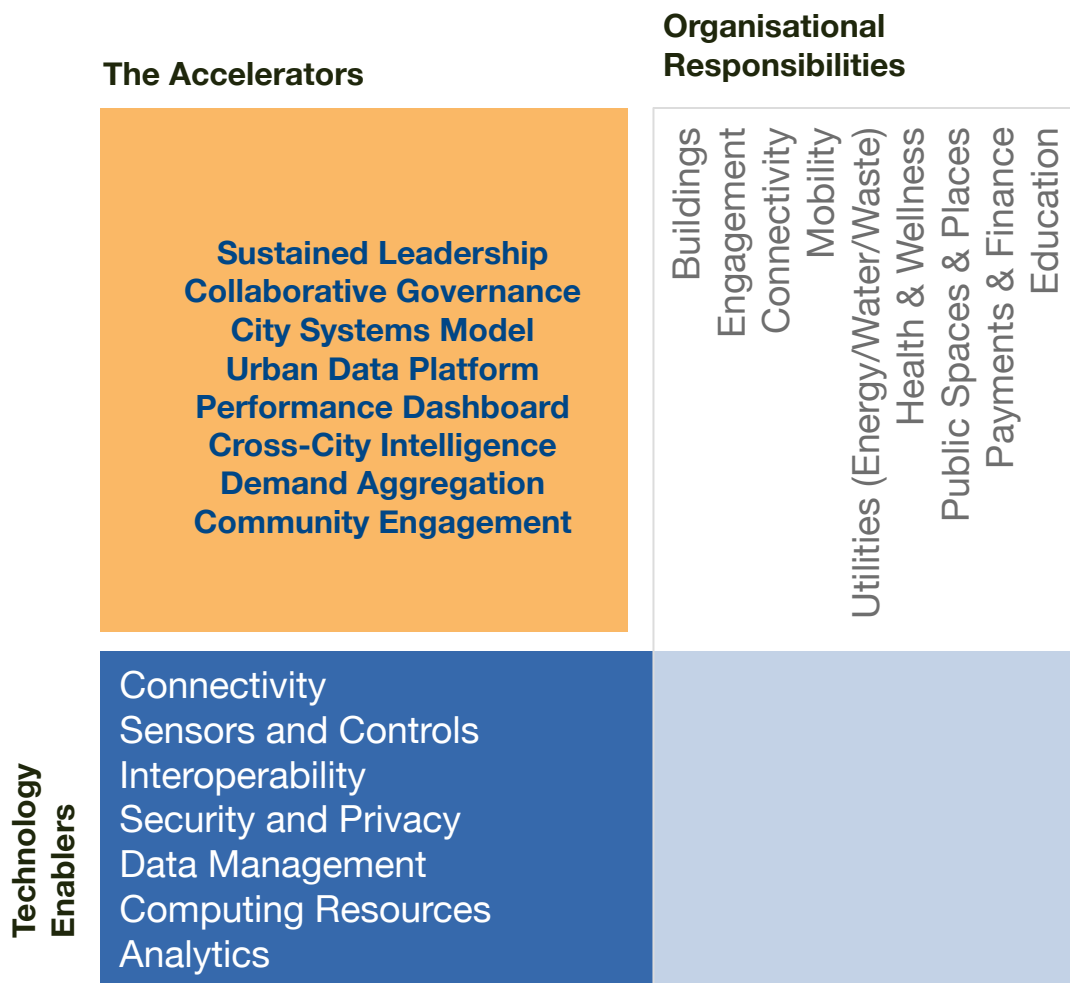 The Accelerators
Organisational
Responsibilities
Sustained Leadership
Collaborative Governance
City Systems Model
Urban Data Platform
Performance Dashboard
Cross-City Intelligence
Demand Aggregation
Community Engagement
Buildings
Engagement
Connectivity
Mobility
Utilities (Energy/Water/Waste)
Health & Wellness
Public Spaces & Places
Payments & Finance
Education
Technology
Enablers
Connectivity
Sensors and Controls
Interoperability
Security and Privacy
Data Management
Computing Resources
Analytics